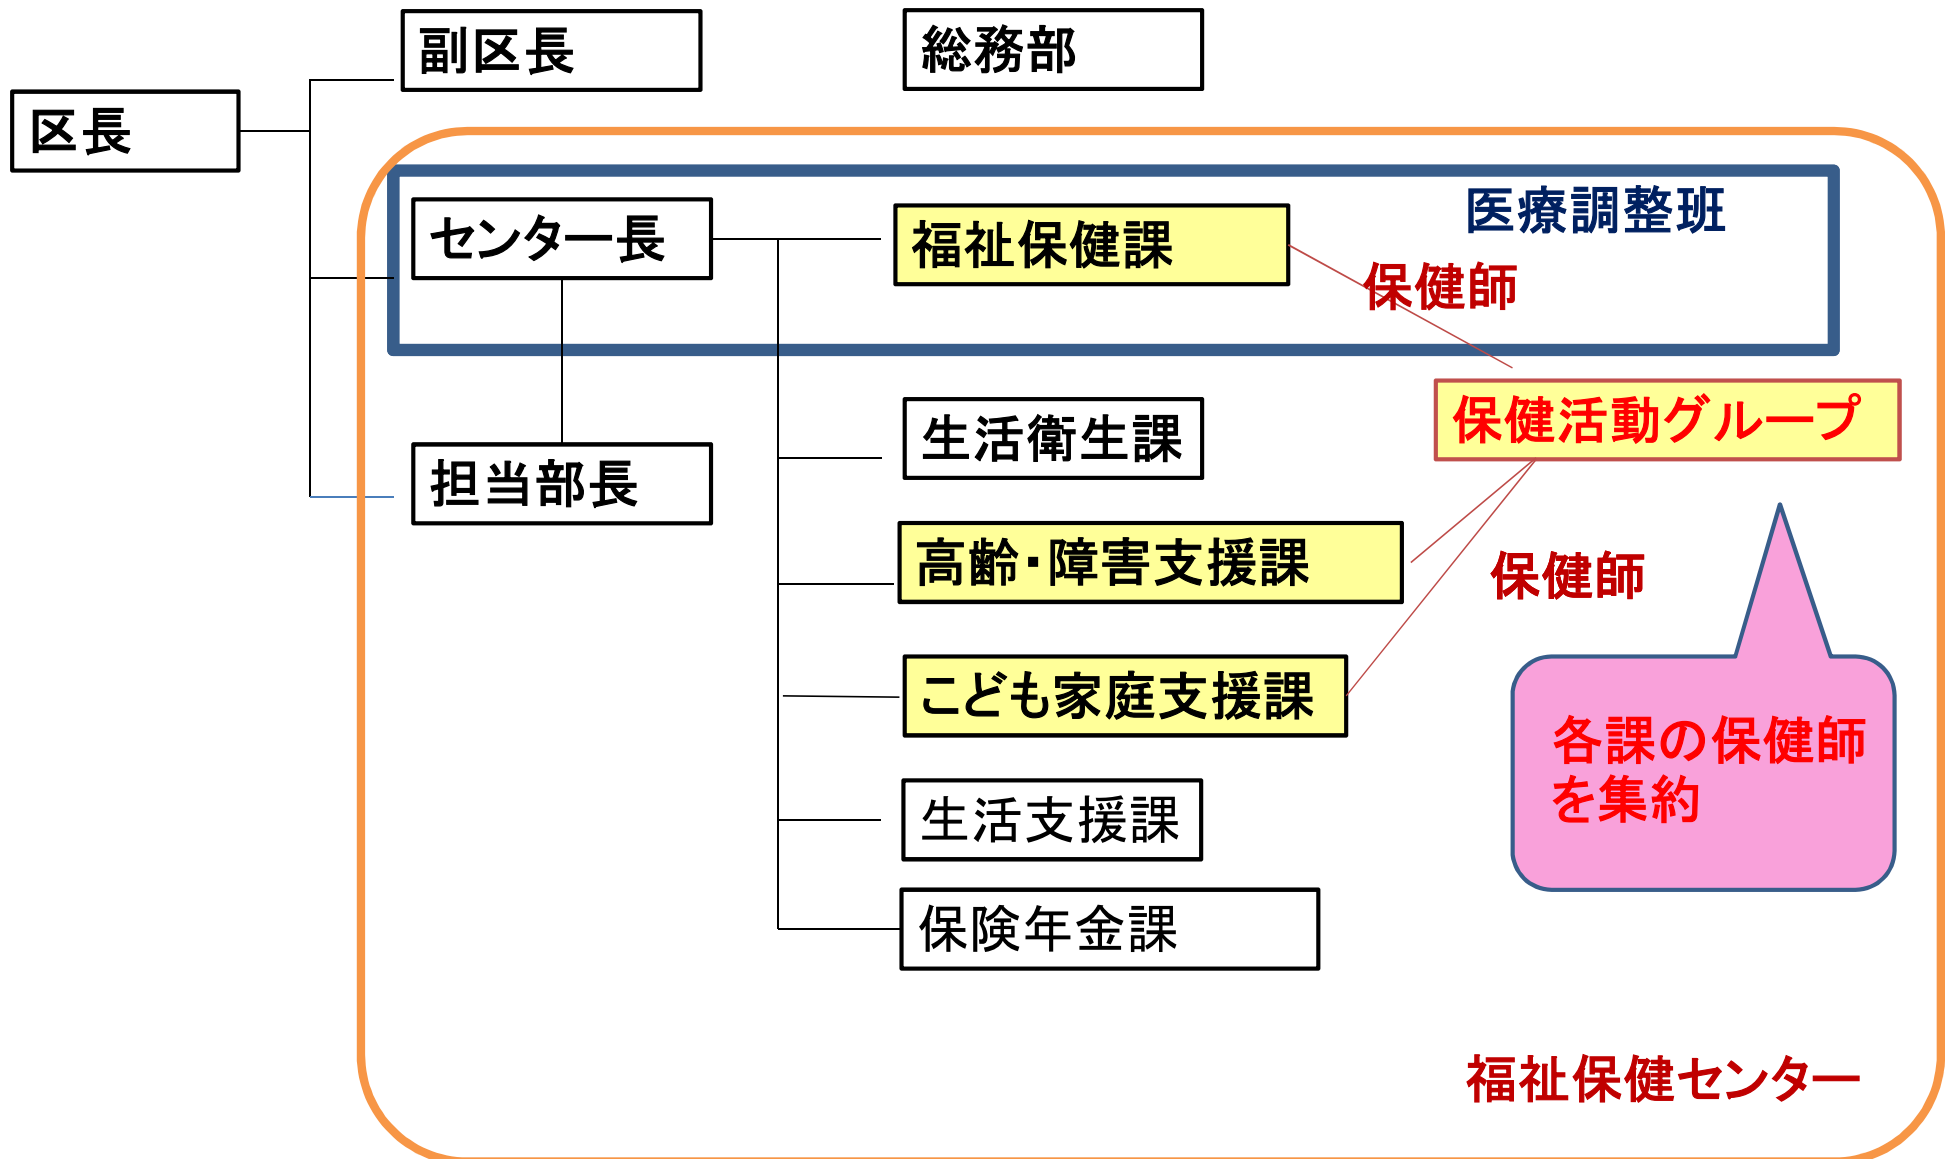 副区長
総務部
区長
医療調整班
センター長
福祉保健課
保健師
生活衛生課
保健活動グループ
担当部長
高齢・障害支援課
保健師
こども家庭支援課
各課の保健師
を集約
生活支援課
保険年金課
福祉保健センター